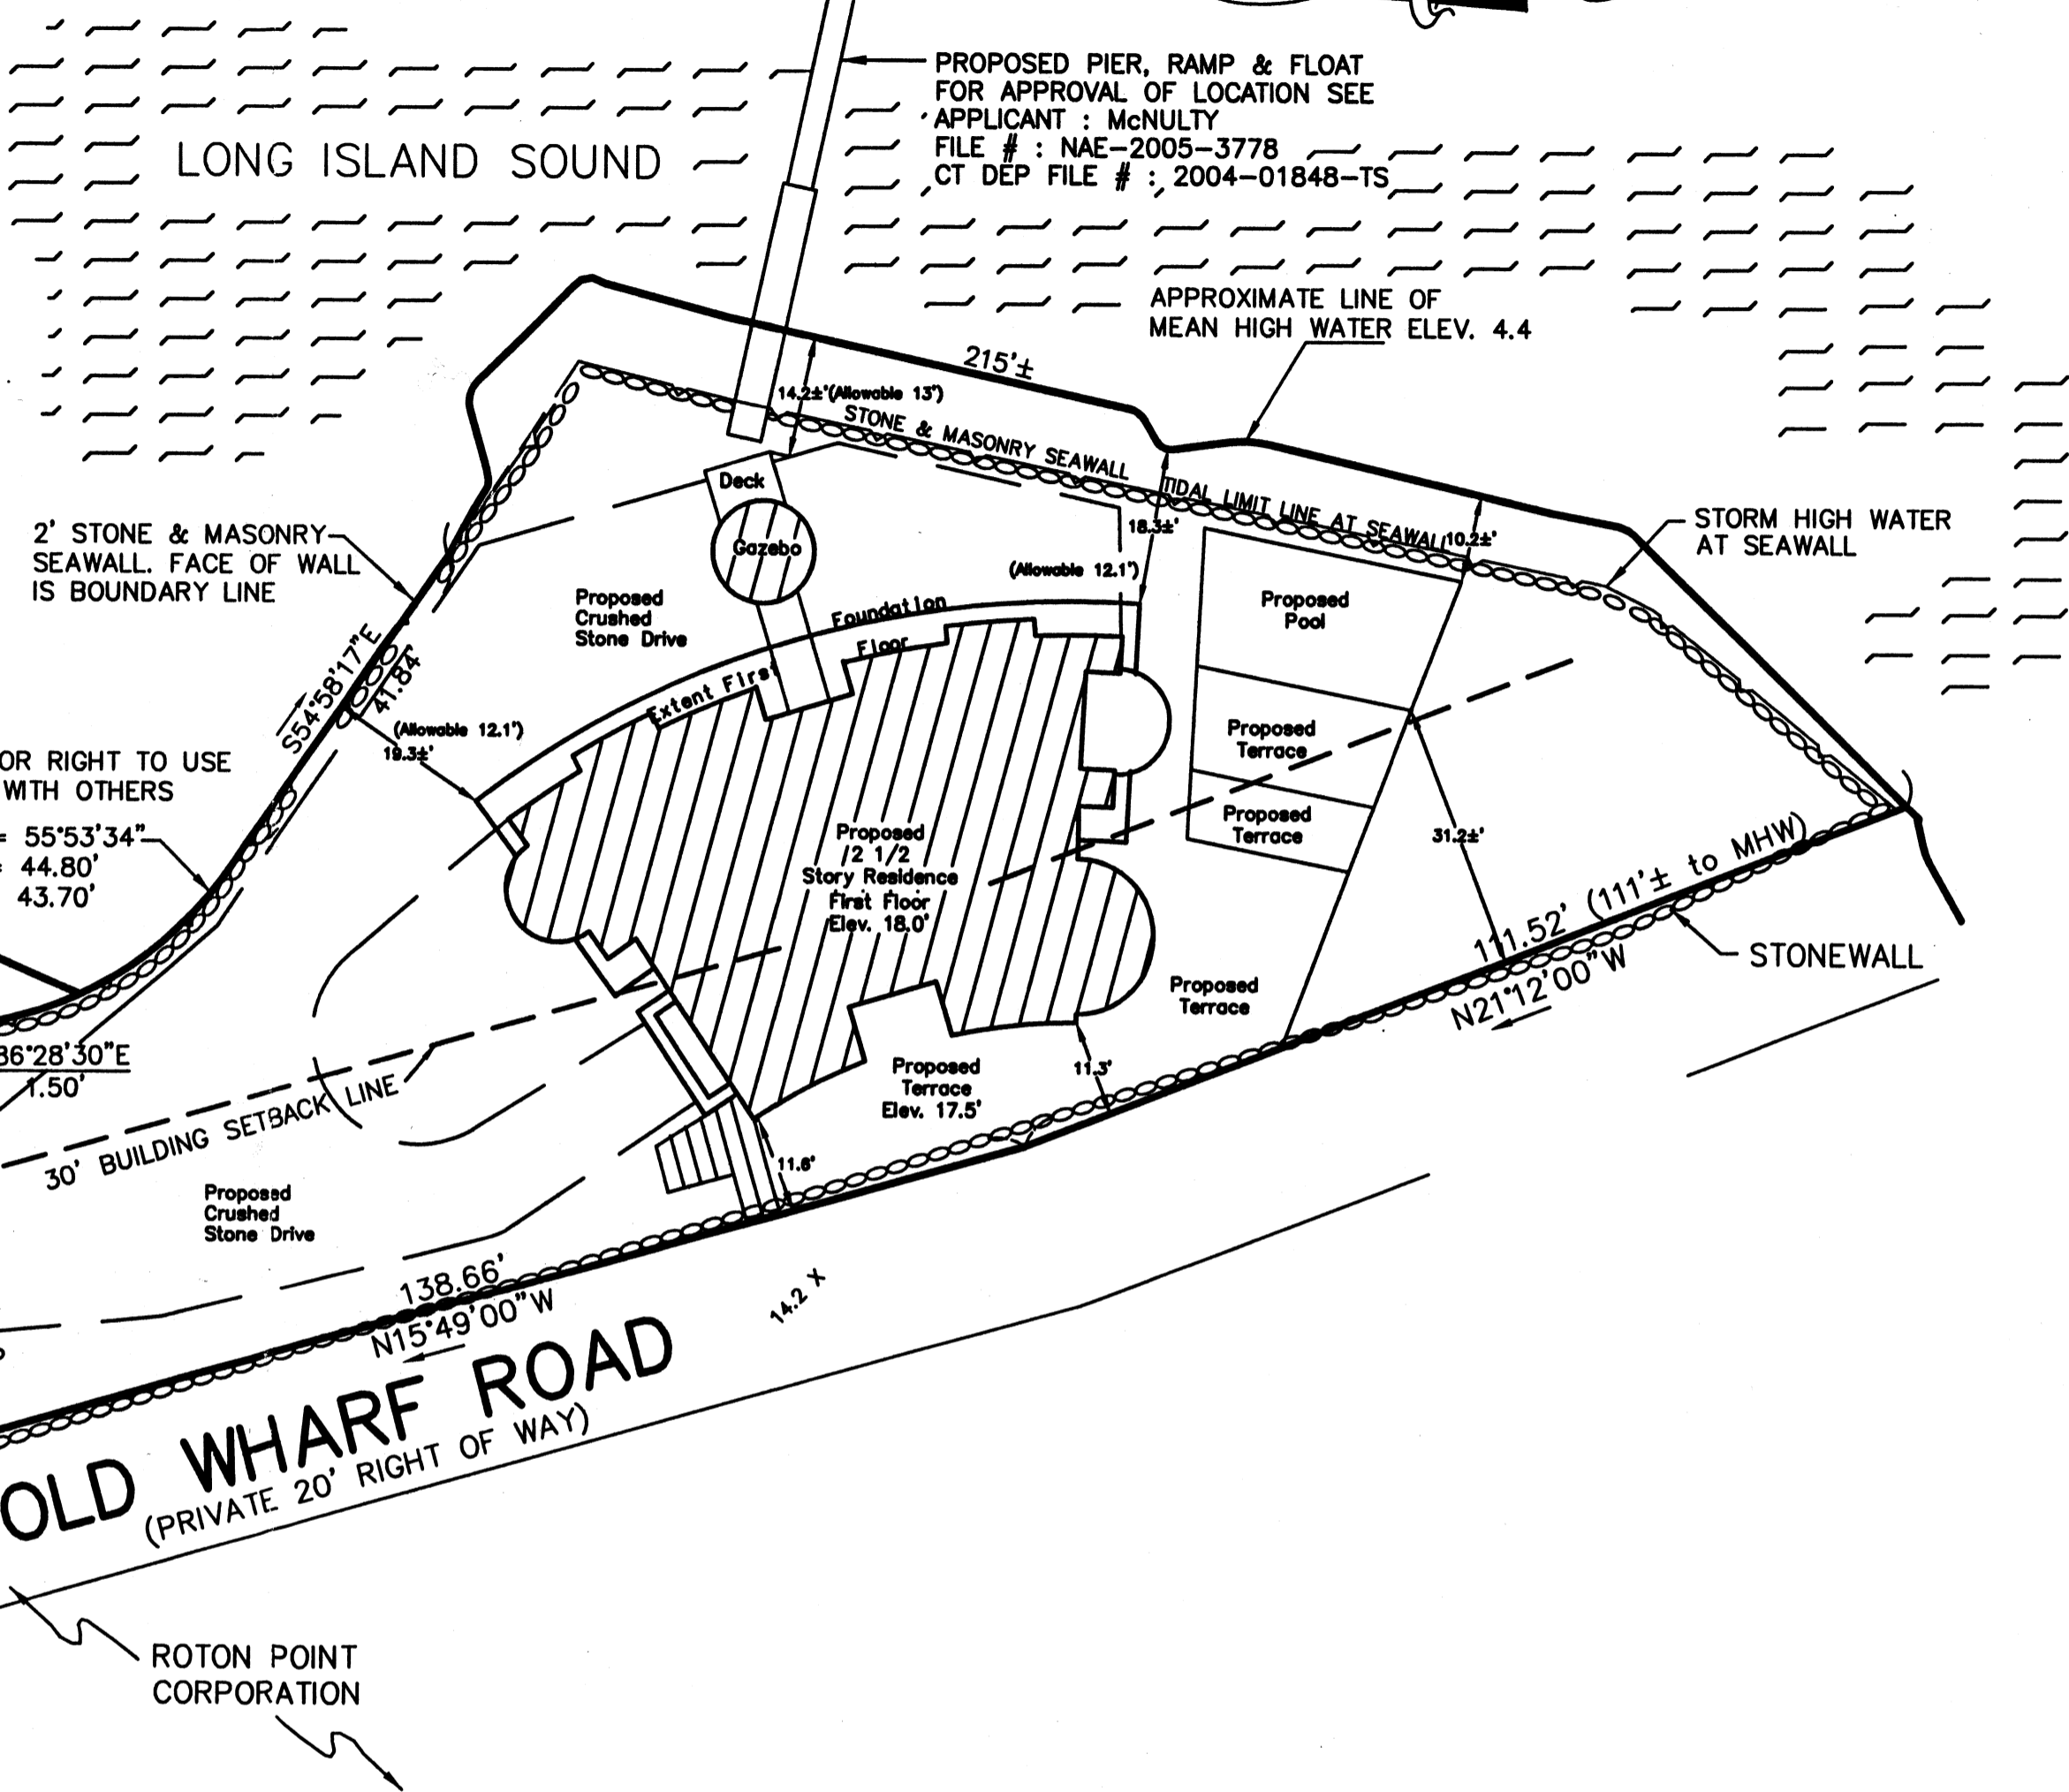 PROPOSED PIER, RAMP & FLOAT
FOR APPROVAL OF LOCATION SEE
APPLICANT : McNULTY
FILE # : NAE-2005-3778
CT DEP FILE # : 2004-01848-TS
LONG ISLAND SOUND
APPROXIMATE LINE OF
MEAN HIGH WATER ELEV. 4.4
215'±
14.2±'(Allowable 13')
STONE & MASONRY SEAWALL
TIDAL LIMIT LINE AT SEAWALL
10.2±'
18.3±'
(Allowable 12.1')
STORM HIGH WATER
AT SEAWALL
2' STONE & MASONRY
SEAWALL. FACE OF WALL
IS BOUNDARY LINE
Deck
Gazebo
Proposed
Crushed
Stone Drive
Foundation
Extent First Floor
Proposed
Pool
S54°58'17"E
41.84'
(Allowable 12.1')
19.3±'
OR RIGHT TO USE
WITH OTHERS
= 55°53'34"
= 44.80'
43.70'
Proposed
Terrace
Proposed
Terrace
31.2±'
Proposed
2 1/2
Story Residence
First Floor
Elev. 18.0'
111.52' (111'± to MHW)
N21°12'00"W
STONEWALL
Proposed
Terrace
Proposed
Terrace
Elev. 17.5'
11.3'
11.6'
86°28'30"E
1.50'
30' BUILDING SETBACK LINE
Proposed
Crushed
Stone Drive
138.66'
N15°49'00"W
14.2 X
OLD WHARF ROAD
(PRIVATE 20' RIGHT OF WAY)
ROTON POINT
CORPORATION